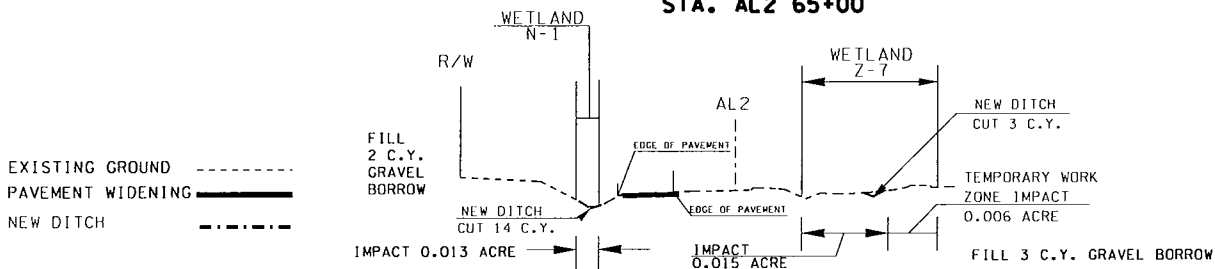 STA. AL2 65+00
WETLAND
N-1
R/W
WETLAND
Z-7
AL2
NEW DITCH
CUT 3 C.Y.
FILL
2 C.Y.
GRAVEL
BORROW
EDGE OF PAVEMENT
EXISTING GROUND
PAVEMENT WIDENING
NEW DITCH
TEMPORARY WORK
ZONE IMPACT
0.006 ACRE
EDGE OF PAVEMENT
NEW DITCH
CUT 14 C.Y.
IMPACT 0.013 ACRE
IMPACT
0.015 ACRE
FILL 3 C.Y. GRAVEL BORROW